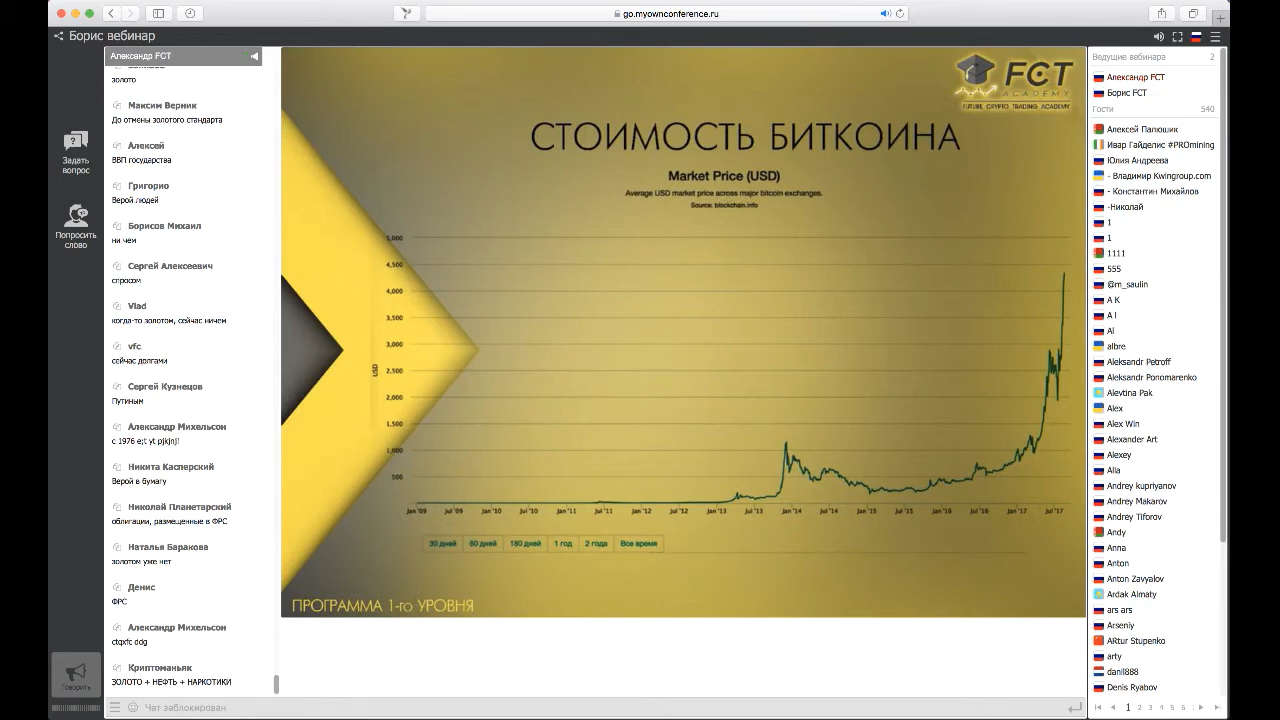 go.myownconference.ru
Борис вебинар
Александр FCT
Задать
вопрос
Попросить
слово
Говорить
золото
Максим Верник
До отмены золотого стандарта
Алексей
ВВП государства
Григорио
Верой людей
Борисов Михаил
ни чем
Сергей Алексеевич
спросом
Vlad
когда-то золотом, сейчас ничем
vfc
сейчас долгами
Сергей Кузнецов
Путиным
Александр Михельсон
с 1976 e;t yt pjkjnj!
Никита Касперский
Верой в бумагу
Николай Планетарский
облигации, размещенные в ФРС
Наталья Баракова
золотом уже нет
Денис
ФРС
Александр Михельсон
ctqxfc ddg
Криптоманьяк
ЗОЛОТО + НЕФТЬ + НАРКОТИКИ
Чат заблокирован
FCT
ACADEMY
FUTURE CRYPTO TRADING ACADEMY
СТОИМОСТЬ БИТКОИНА
Market Price (USD)
Average USD market price across major bitcoin exchanges.
Source: blockchain.info
5,000
4,500
4,000
3,500
3,000
2,500
2,000
1,500
1,000
500
USD
Jan '09 Jul '09 Jan '10 Jul '10 Jan '11 Jul '11 Jan '12 Jul '12 Jan '13 Jul '13 Jan '14 Jul '14 Jan '15 Jul '15 Jan '16 Jul '16 Jan '17 Jul '17
30 дней 60 дней 180 дней 1 год 2 года Все время
ПРОГРАММА 1-го УРОВНЯ
Ведущие вебинара 2
Александр FCT
Борис FCT
Гости 540
Алексей Палюшик
Ивар Гайделис #PROmining
Юлия Андреева
- Владимир Kwingroup.com
- Константин Михайлов
-Николай
1
1
1111
555
@m_saulin
A K
A l
Al
albre
Aleksandr Petroff
Aleksandr Ponomarenko
Alevtina Pak
Alex
Alex Win
Alexander Art
Alexey
Alla
Andrey kupriyanov
Andrey Makarov
Andrey Tiforov
Andy
Anna
Anton
Anton Zavyalov
Ardak Almaty
ars ars
Arseniy
ARtur Stupenko
arty
danil888
Denis Ryabov
1 2 3 4 5 6